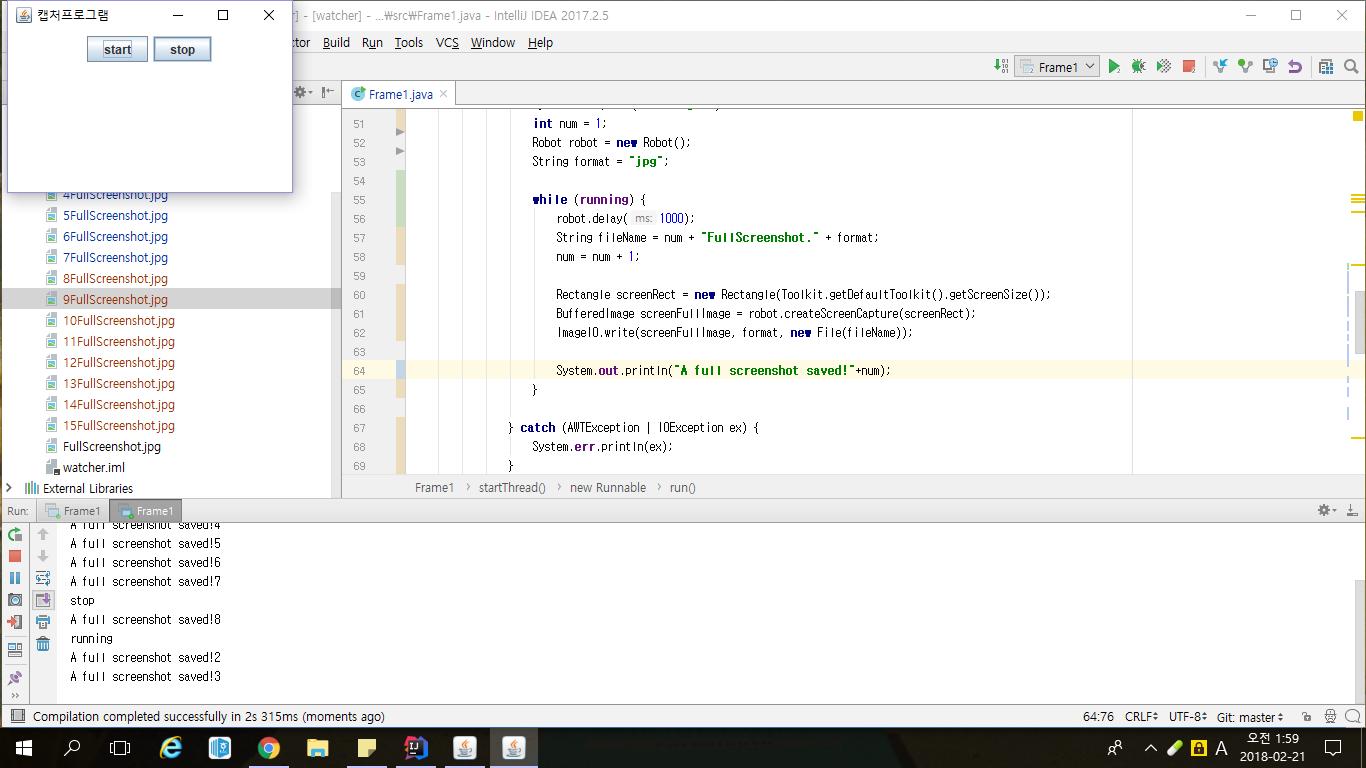 캡처프로그램
] - [watcher] - ...₩src₩Frame1.java - IntelliJ IDEA 2017.2.5
start stop
Build Run Tools VCS Window Help
Frame1
Frame1.java
51 int num = 1;
52 Robot robot = new Robot();
53 String format = "jpg";
54
55 while (running) {
56 robot.delay( ms: 1000);
57 String fileName = num + "FullScreenshot." + format;
58 num = num + 1;
59
60 Rectangle screenRect = new Rectangle(Toolkit.getDefaultToolkit().getScreenSize());
61 BufferedImage screenFullImage = robot.createScreenCapture(screenRect);
62 ImageIO.write(screenFullImage, format, new File(fileName));
63
64 System.out.println("A full screenshot saved!"+num);
65 }
66
67 } catch (AWTException | IOException ex) {
68 System.err.println(ex);
69 }
4FullScreenshot.jpg
5FullScreenshot.jpg
6FullScreenshot.jpg
7FullScreenshot.jpg
8FullScreenshot.jpg
9FullScreenshot.jpg
10FullScreenshot.jpg
11FullScreenshot.jpg
12FullScreenshot.jpg
13FullScreenshot.jpg
14FullScreenshot.jpg
15FullScreenshot.jpg
FullScreenshot.jpg
watcher.iml
External Libraries
Frame1 startThread() new Runnable run()
Run: Frame1 Frame1
A full screenshot saved!4
A full screenshot saved!5
A full screenshot saved!6
A full screenshot saved!7
stop
A full screenshot saved!8
running
A full screenshot saved!2
A full screenshot saved!3
Compilation completed successfully in 2s 315ms (moments ago)
64:76 CRLF UTF-8 Git: master
A 오전 1:59
2018-02-21